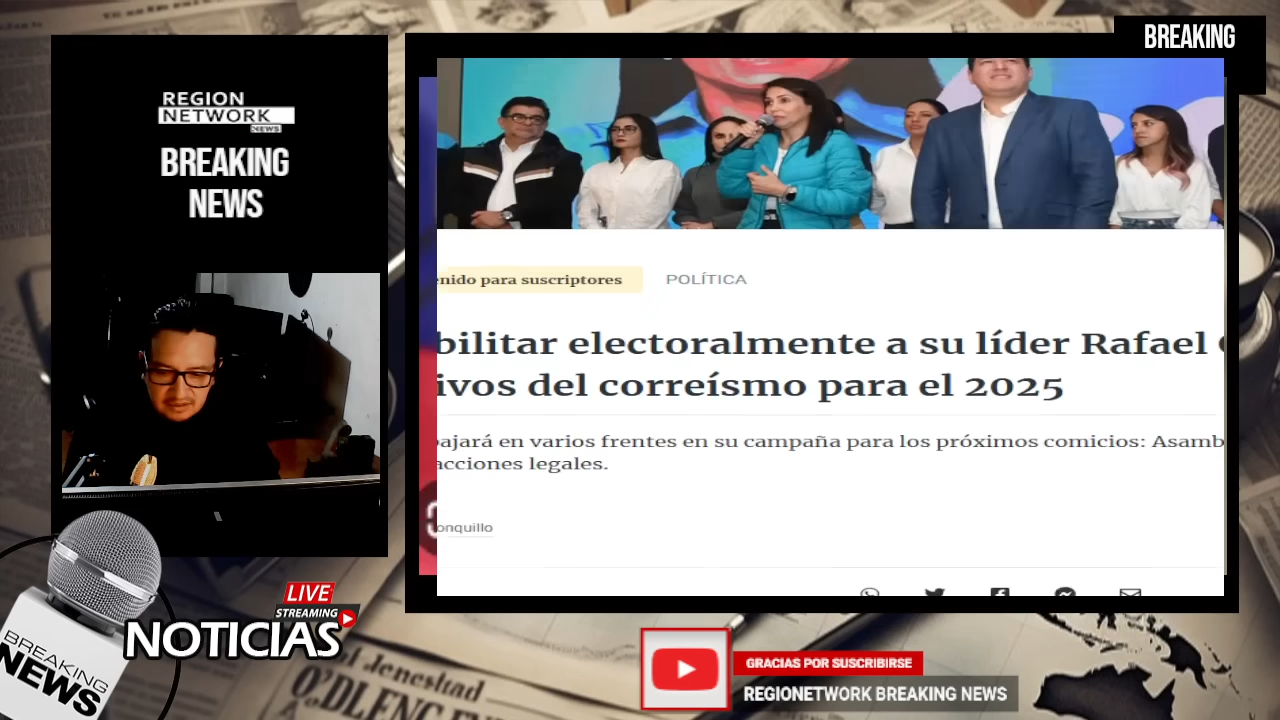 BREAKING
REGION
NETWORK
NEWS
BREAKING
NEWS
enido para suscriptores
POLÍTICA
bilitar electoralmente a su líder Rafael
ivos del correísmo para el 2025
bajará en varios frentes en su campaña para los próximos comicios: Asamb
acciones legales.
onquillo
LIVE
STREAMING
NOTICIAS
BREAKING
NEWS
GRACIAS POR SUSCRIBIRSE
REGIONETWORK BREAKING NEWS